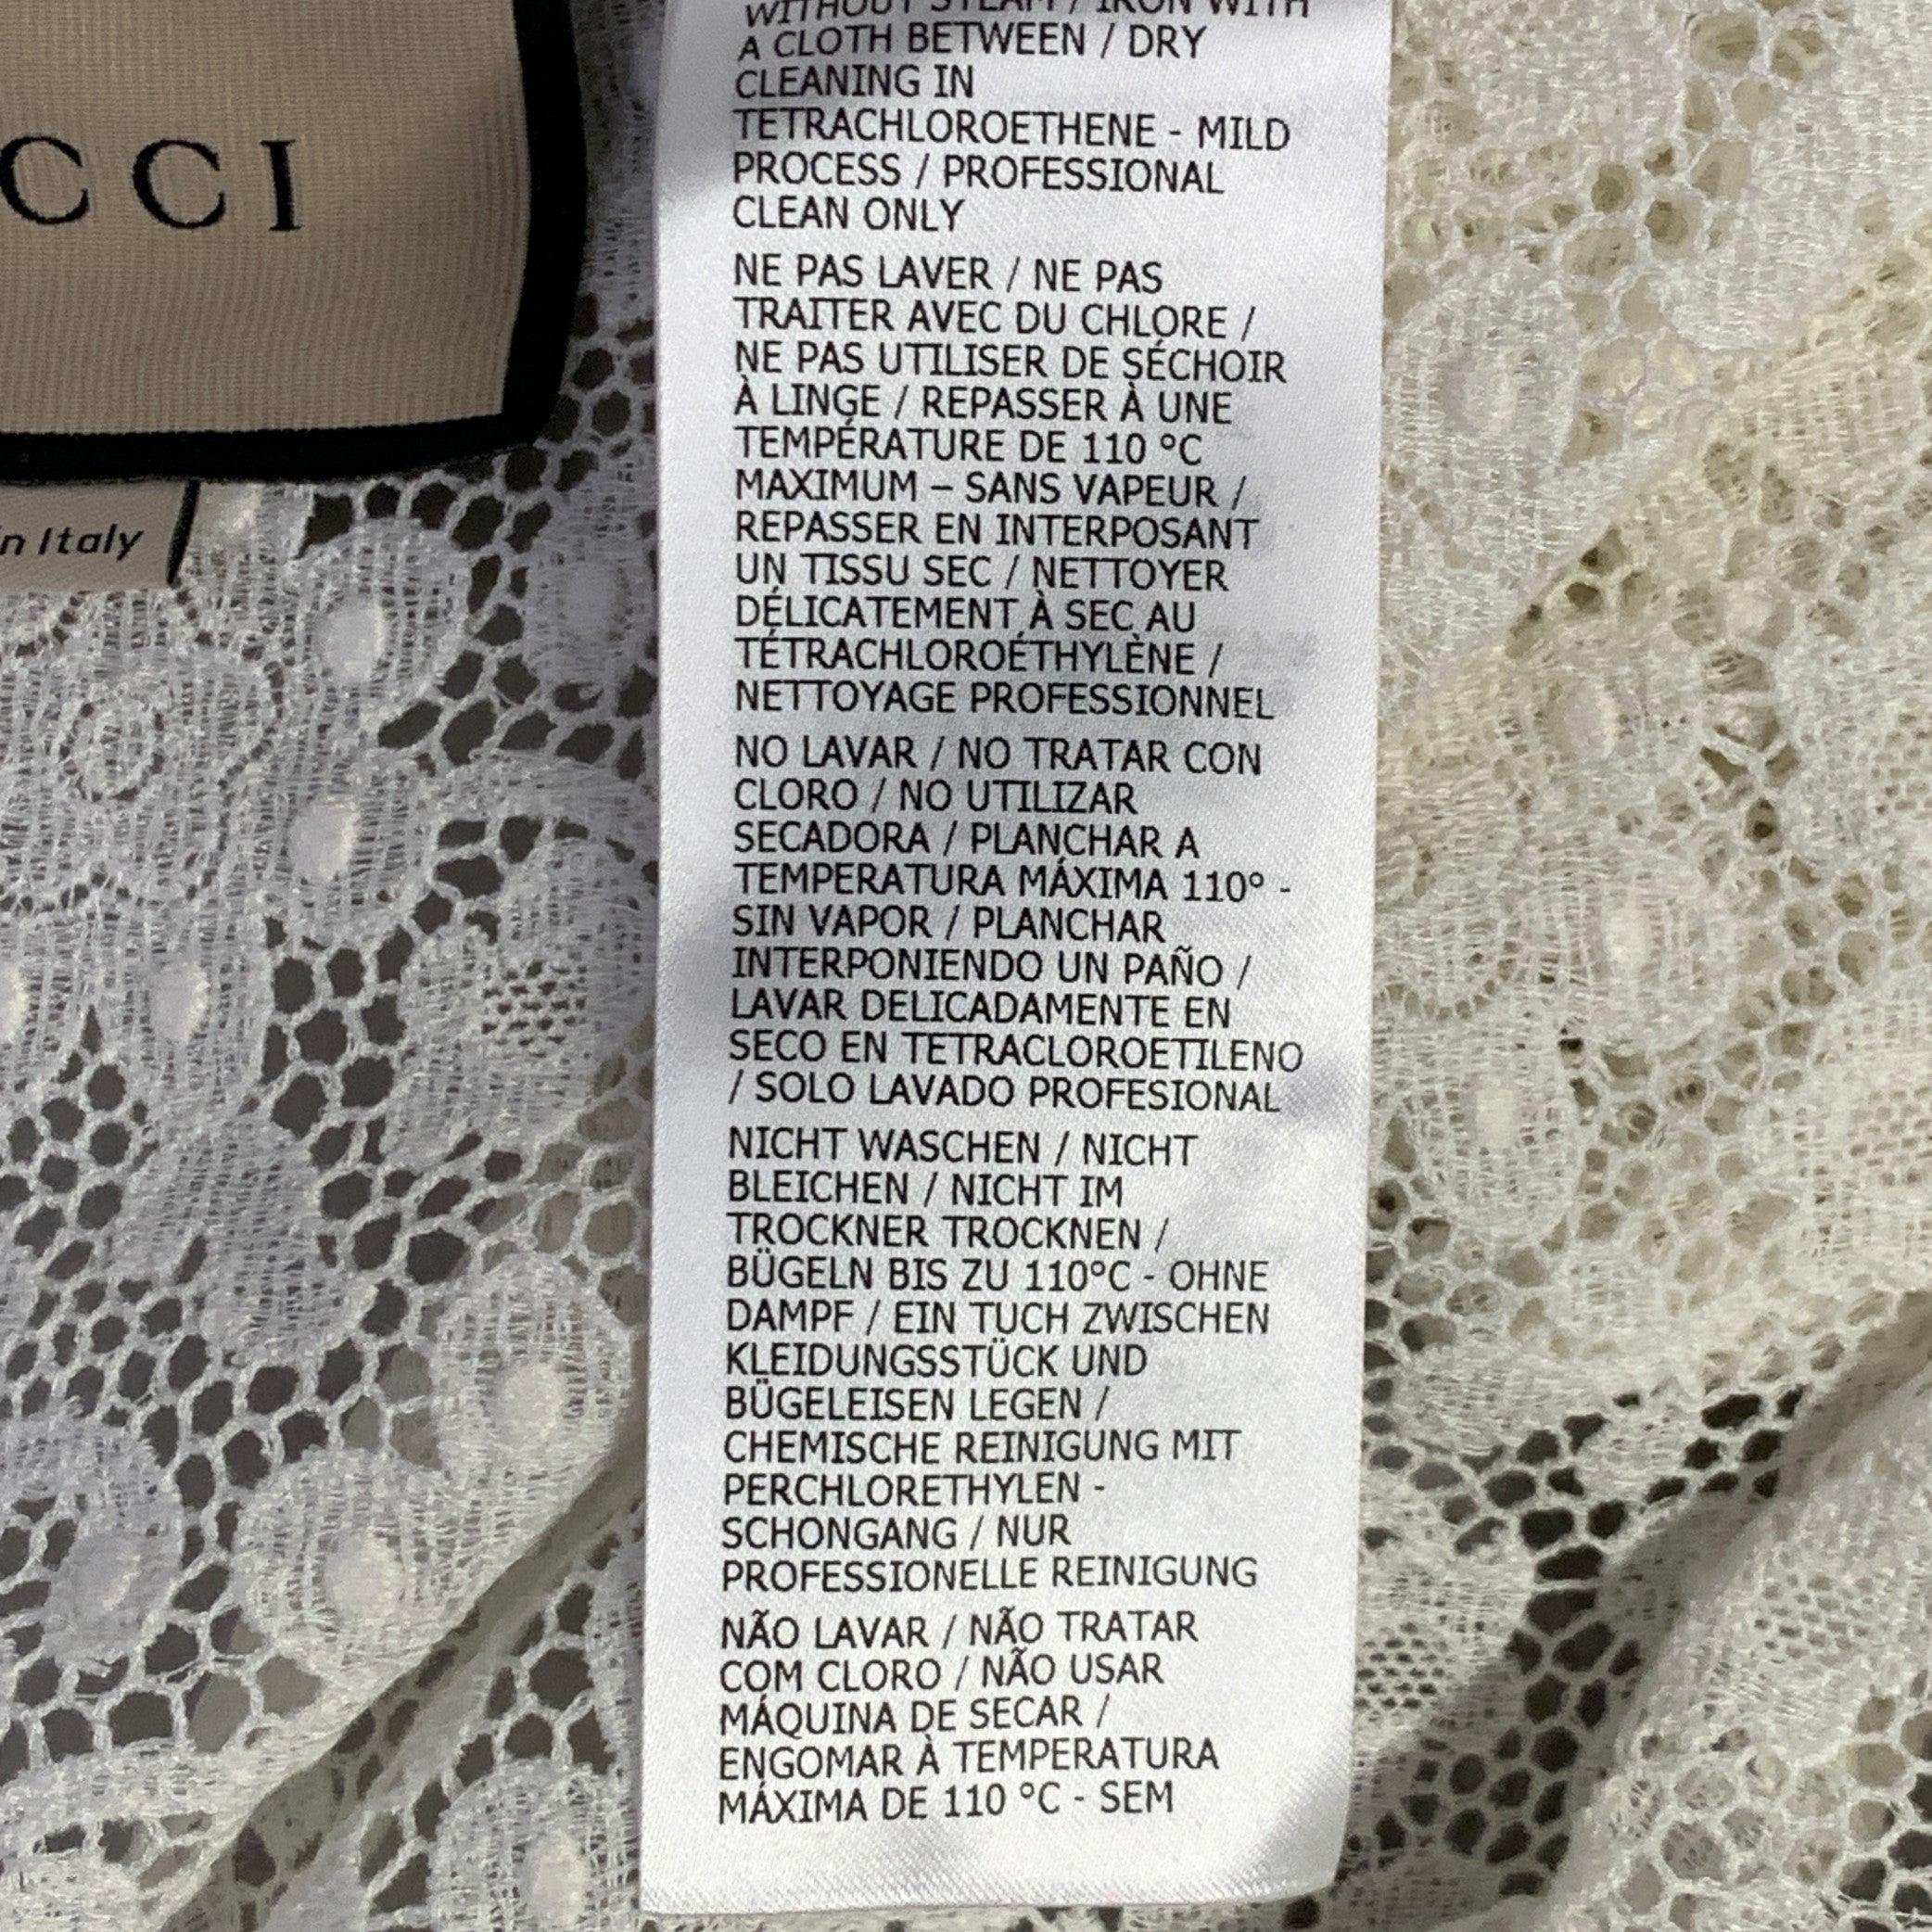 CCI
n Italy
WITHOUT STEAM / IRON WITH
A CLOTH BETWEEN / DRY
CLEANING IN
TETRACHLOROETHENE - MILD
PROCESS / PROFESSIONAL
CLEAN ONLY
NE PAS LAVER / NE PAS
TRAITER AVEC DU CHLORE /
NE PAS UTILISER DE SÉCHOIR
À LINGE / REPASSER À UNE
TEMPÉRATURE DE 110 °C
MAXIMUM – SANS VAPEUR /
REPASSER EN INTERPOSANT
UN TISSU SEC / NETTOYER
DÉLICATEMENT À SEC AU
TÉTRACHLOROÉTHYLÈNE /
NETTOYAGE PROFESSIONNEL
NO LAVAR / NO TRATAR CON
CLORO / NO UTILIZAR
SECADORA / PLANCHAR A
TEMPERATURA MÁXIMA 110° -
SIN VAPOR / PLANCHAR
INTERPONIENDO UN PAÑO /
LAVAR DELICADAMENTE EN
SECO EN TETRACLOROETILENO
/ SOLO LAVADO PROFESIONAL
NICHT WASCHEN / NICHT
BLEICHEN / NICHT IM
TROCKNER TROCKNEN /
BÜGELN BIS ZU 110°C - OHNE
DAMPF / EIN TUCH ZWISCHEN
KLEIDUNGSSTÜCK UND
BÜGELEISEN LEGEN /
CHEMISCHE REINIGUNG MIT
PERCHLORETHYLEN -
SCHONGANG / NUR
PROFESSIONELLE REINIGUNG
NÃO LAVAR / NÃO TRATAR
COM CLORO / NÃO USAR
MÁQUINA DE SECAR /
ENGOMAR À TEMPERATURA
MÁXIMA DE 110 °C - SEM